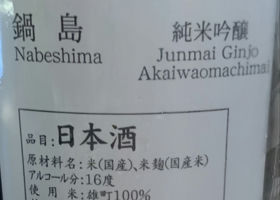 鍋島
Nabeshima
純米吟醸
Junmai Ginjo
Akaiwaomachimai
品目：日本酒
原材料名：米(国産)、米麹(国産米)
アルコール分：16度
使用米：雄町100%